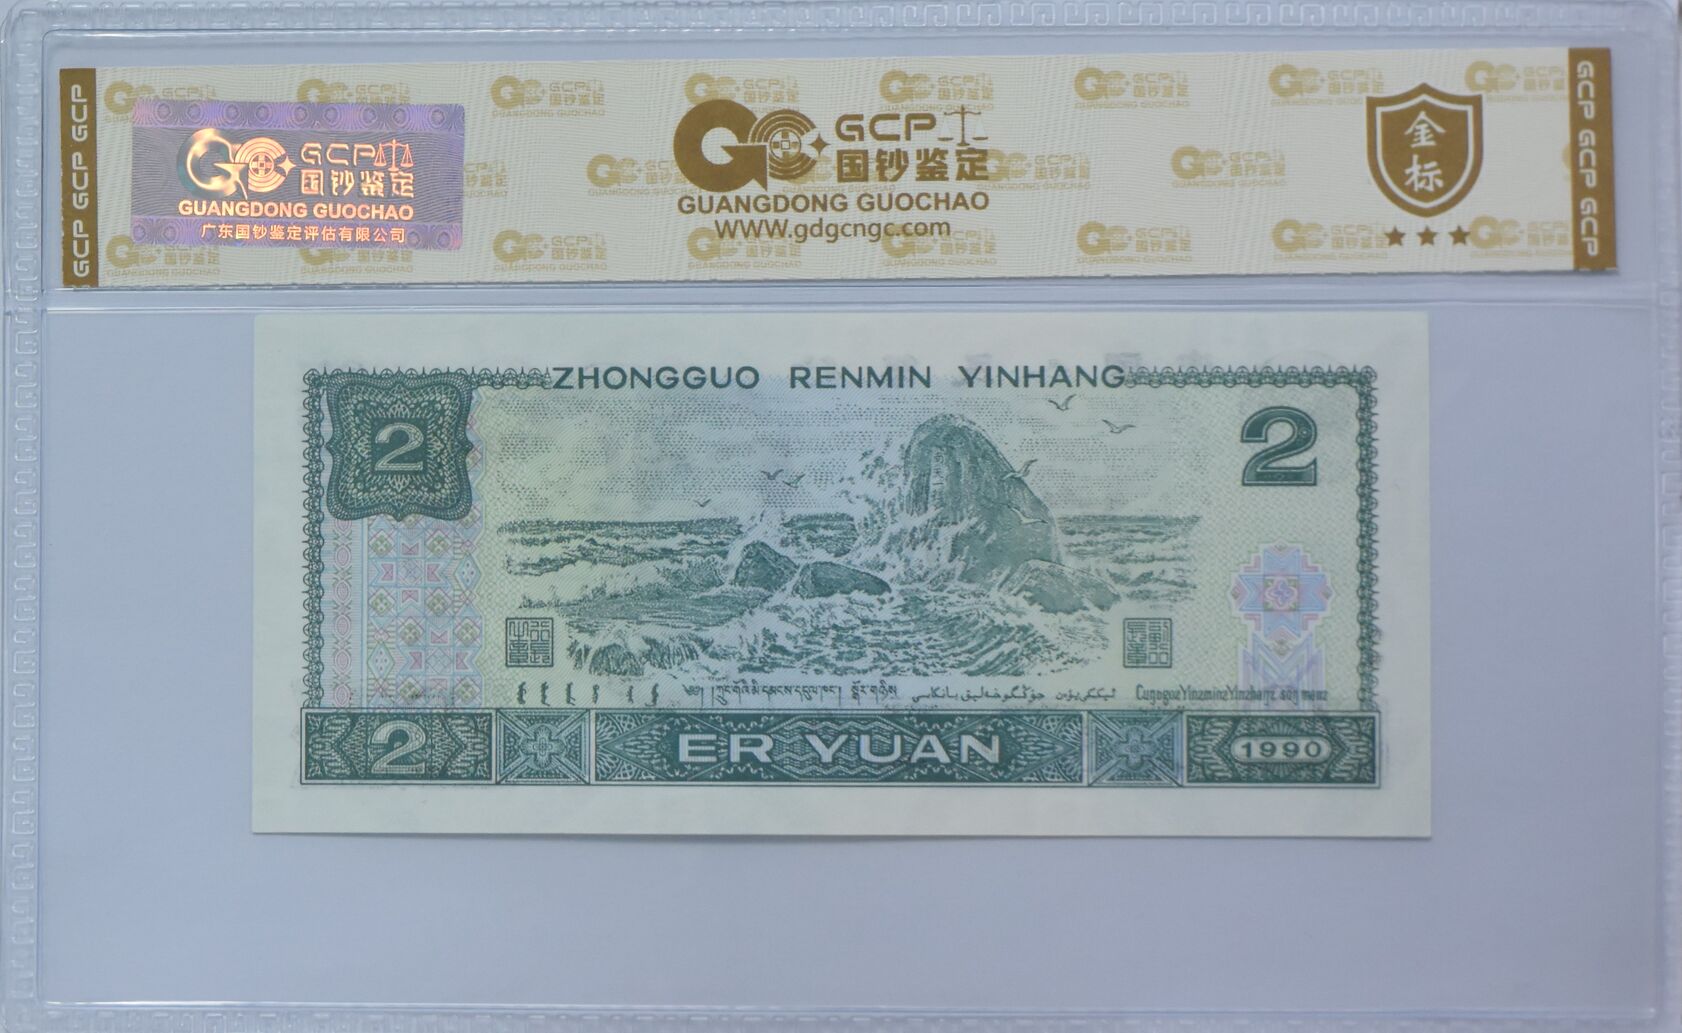 GCP GCP GCP
GCP
国钞鉴定
GUANGDONG GUOCHAO
广东国钞鉴定评估有限公司
GCP
国钞鉴定
GUANGDONG GUOCHAO
WWW.gdgcngc.com
金
标
GCP GCP GCP
ZHONGGUO RENMIN YINHANG
2
2
2
ER YUAN
1990